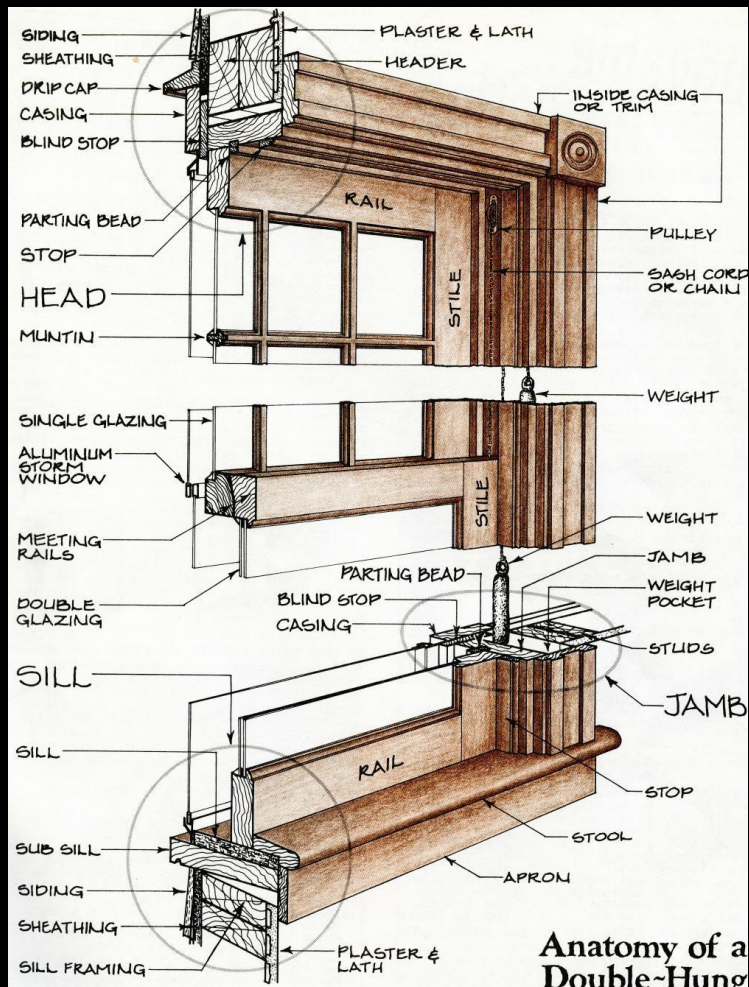 SIDING
SHEATHING
DRIP CAP
CASING
BLIND STOP
PARTING BEAD
STOP
HEAD
MUNTIN
PLASTER & LATH
HEADER
INSIDE CASING
OR TRIM
RAIL
STILE
PULLEY
SASH CORD
OR CHAIN
WEIGHT
SINGLE GLAZING
ALUMINUM
STORM
WINDOW
MEETING
RAILS
DOUBLE
GLAZING
STILE
WEIGHT
JAMB
WEIGHT
POCKET
PARTING BEAD
BLIND STOP
CASING
STUDS
JAMB
SILL
SILL
SUB SILL
SIDING
SHEATHING
SILL FRAMING
RAIL
STOP
STOOL
APRON
PLASTER &
LATH
Anatomy of a
Double-Hung